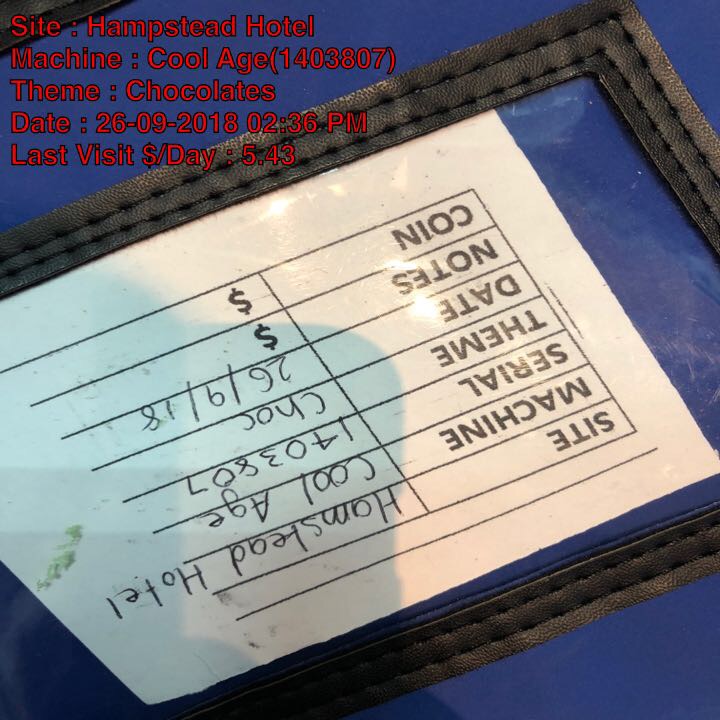 Site : Hampstead Hotel
Machine : Cool Age(1403807)
Theme : Chocolates
Date : 26-09-2018 02:36 PM
Last Visit $/Day : 5.43
SITE Hamstead Hotel
MACHINE Cool Age
SERIAL 1403807
THEME Choc
DATE 26/9/18
NOTES $
COIN $